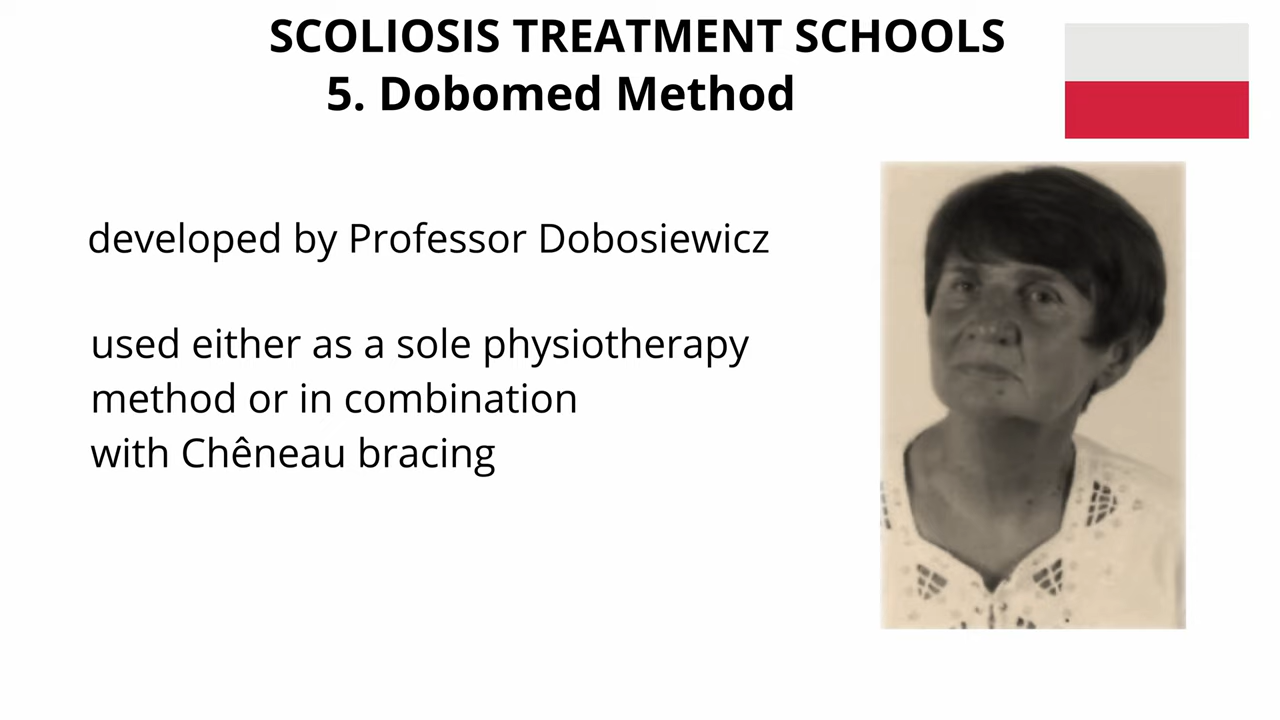 SCOLIOSIS TREATMENT SCHOOLS
5. Dobomed Method
developed by Professor Dobosiewicz
used either as a sole physiotherapy
method or in combination
with Chêneau bracing